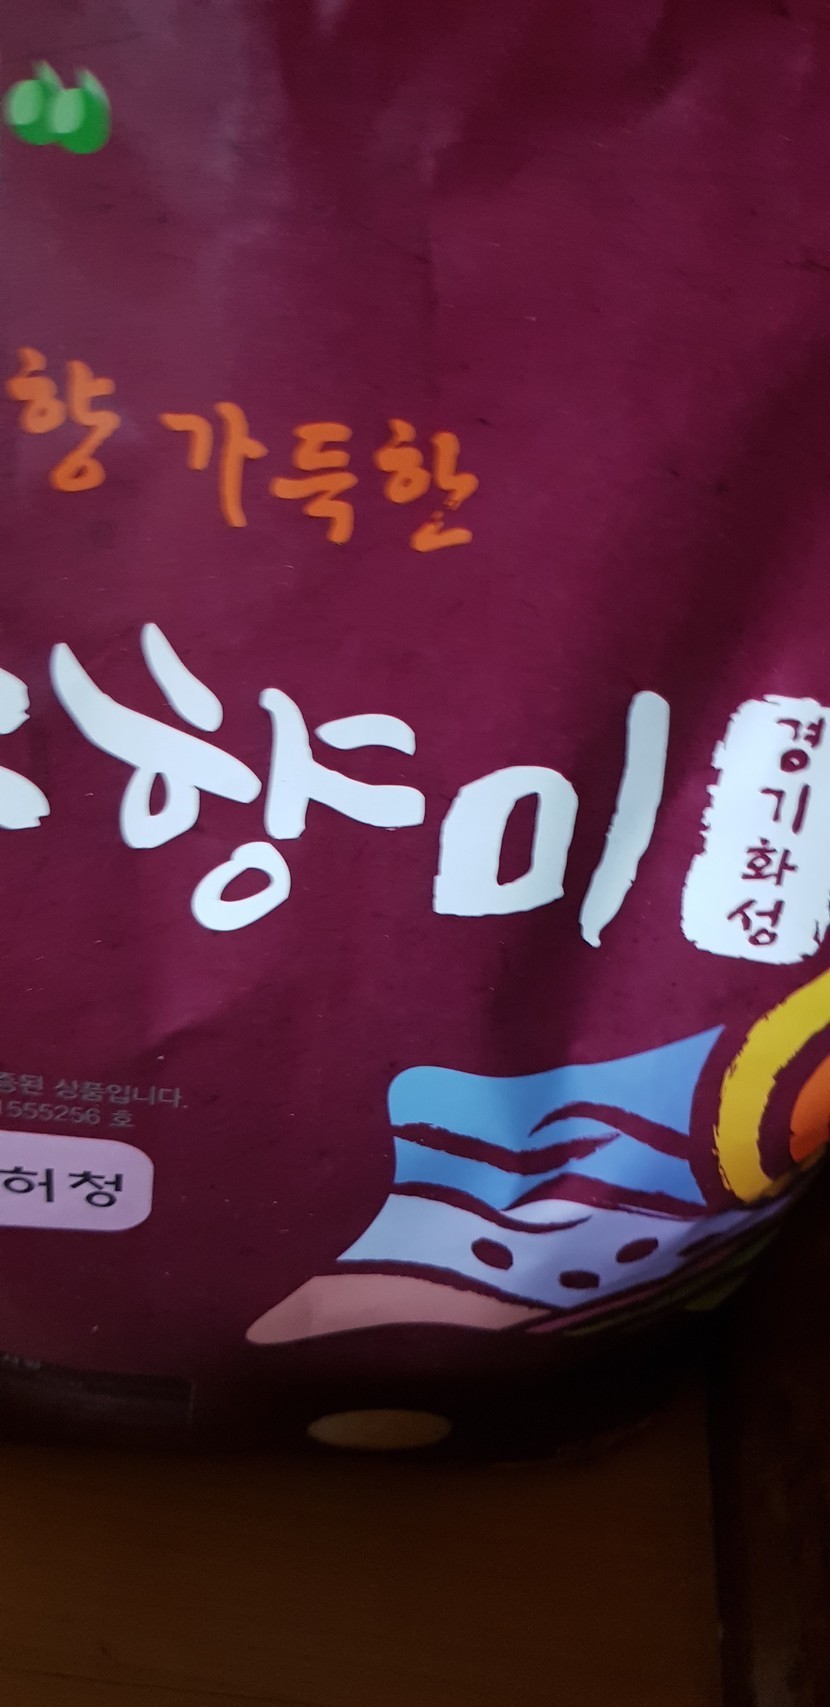 향 가득한
향미
경기화성
증된 상품입니다.
1555256 호
허청